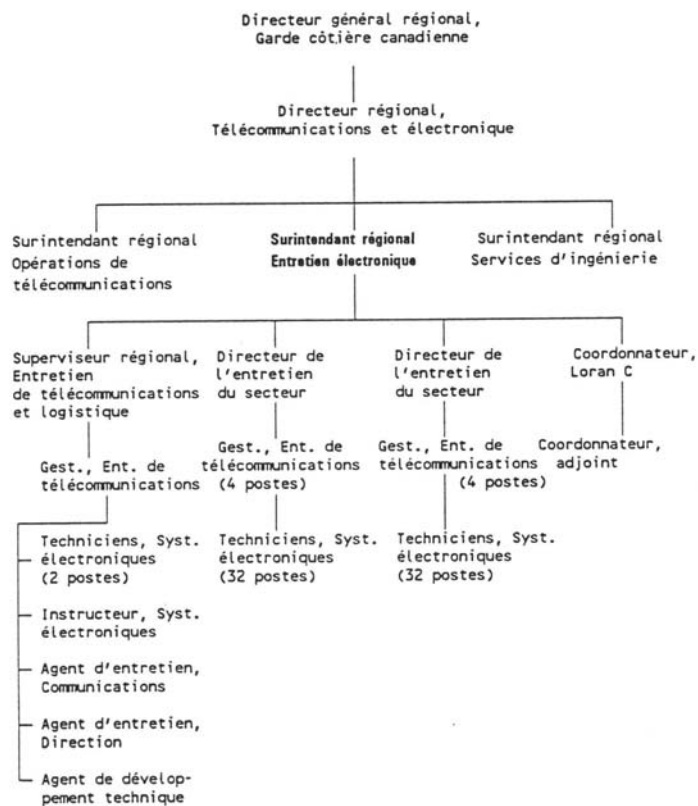 Directeur général régional,
Garde côtière canadienne
Directeur régional,
Télécommunications et électronique
Surintendant régional
Opérations de
télécommunications
Surintendant régional
Entretien électronique
Surintendant régional
Services d'ingénierie
Superviseur régional,
Entretien
de télécommunications
et logistique
Directeur de
l'entretien
du secteur
Directeur de
l'entretien
du secteur
Coordonnateur,
Loran C
Gest., Ent. de
télécommunications
Gest., Ent. de
télécommunications
(4 postes)
Gest., Ent. de
télécommunications
(4 postes)
Coordonnateur,
adjoint
Techniciens, Syst.
électroniques
(2 postes)
Techniciens, Syst.
électroniques
(32 postes)
Techniciens, Syst.
électroniques
(32 postes)
Instructeur, Syst.
électroniques
Agent d'entretien,
Communications
Agent d'entretien,
Direction
Agent de dévelop-
pement technique